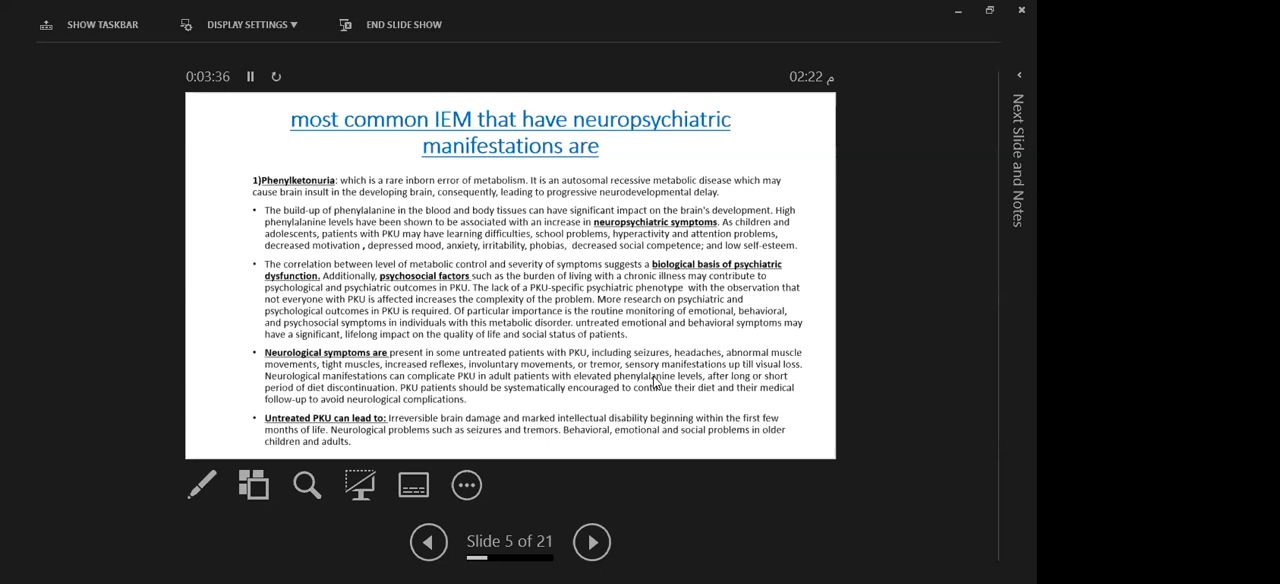 SHOW TASKBAR DISPLAY SETTINGS ▾ END SLIDE SHOW
0:03:36 02:22 م
most common IEM that have neuropsychiatric
manifestations are
1)Phenylketonuria: which is a rare inborn error of metabolism. It is an autosomal recessive metabolic disease which may
cause brain insult in the developing brain, consequently, leading to progressive neurodevelopmental delay.
• The build-up of phenylalanine in the blood and body tissues can have significant impact on the brain's development. High
phenylalanine levels have been shown to be associated with an increase in neuropsychiatric symptoms. As children and
adolescents, patients with PKU may have learning difficulties, school problems, hyperactivity and attention problems,
decreased motivation , depressed mood, anxiety, irritability, phobias, decreased social competence; and low self-esteem.
• The correlation between level of metabolic control and severity of symptoms suggests a biological basis of psychiatric
dysfunction. Additionally, psychosocial factors such as the burden of living with a chronic illness may contribute to
psychological and psychiatric outcomes in PKU. The lack of a PKU-specific psychiatric phenotype with the observation that
not everyone with PKU is affected increases the complexity of the problem. More research on psychiatric and
psychological outcomes in PKU is required. Of particular importance is the routine monitoring of emotional, behavioral,
and psychosocial symptoms in individuals with this metabolic disorder. untreated emotional and behavioral symptoms may
have a significant, lifelong impact on the quality of life and social status of patients.
• Neurological symptoms are present in some untreated patients with PKU, including seizures, headaches, abnormal muscle
movements, tight muscles, increased reflexes, involuntary movements, or tremor, sensory manifestations up till visual loss.
Neurological manifestations can complicate PKU in adult patients with elevated phenylalanine levels, after long or short
period of diet discontinuation. PKU patients should be systematically encouraged to continue their diet and their medical
follow-up to avoid neurological complications.
• Untreated PKU can lead to: Irreversible brain damage and marked intellectual disability beginning within the first few
months of life. Neurological problems such as seizures and tremors. Behavioral, emotional and social problems in older
children and adults.
Slide 5 of 21
Next Slide and Notes